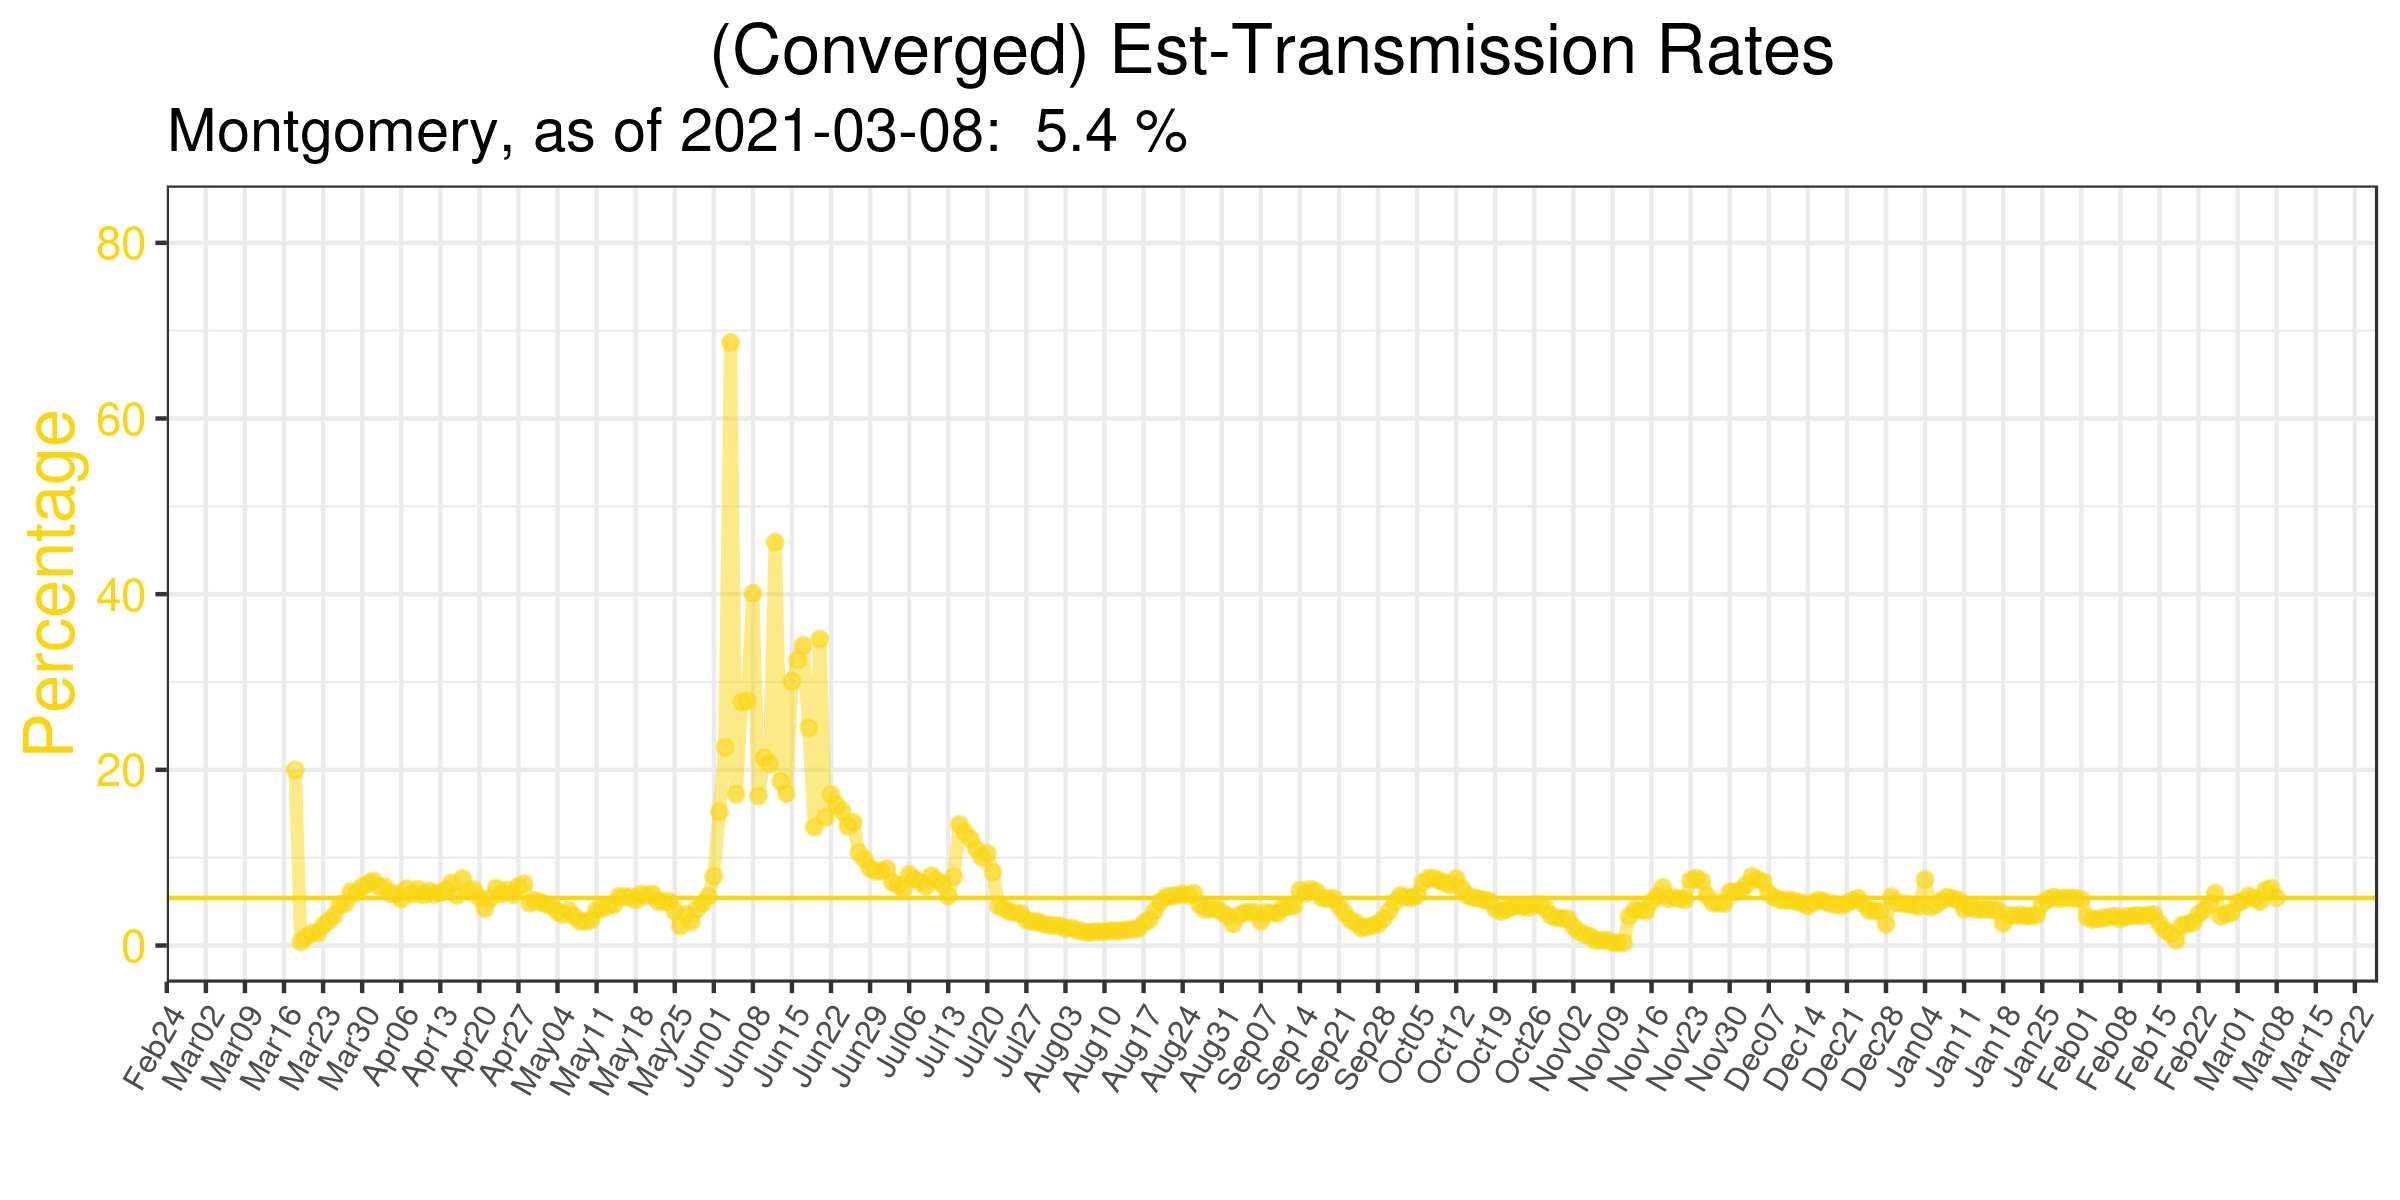 (Converged) Est-Transmission Rates
Montgomery, as of 2021-03-08:  5.4 %
Percentage
80
60
40
20
0
Feb24
Mar02
Mar09
Mar16
Mar23
Mar30
Apr06
Apr13
Apr20
Apr27
May04
May11
May18
May25
Jun01
Jun08
Jun15
Jun22
Jun29
Jul06
Jul13
Jul20
Jul27
Aug03
Aug10
Aug17
Aug24
Aug31
Sep07
Sep14
Sep21
Sep28
Oct05
Oct12
Oct19
Oct26
Nov02
Nov09
Nov16
Nov23
Nov30
Dec07
Dec14
Dec21
Dec28
Jan04
Jan11
Jan18
Jan25
Feb01
Feb08
Feb15
Feb22
Mar01
Mar08
Mar15
Mar22